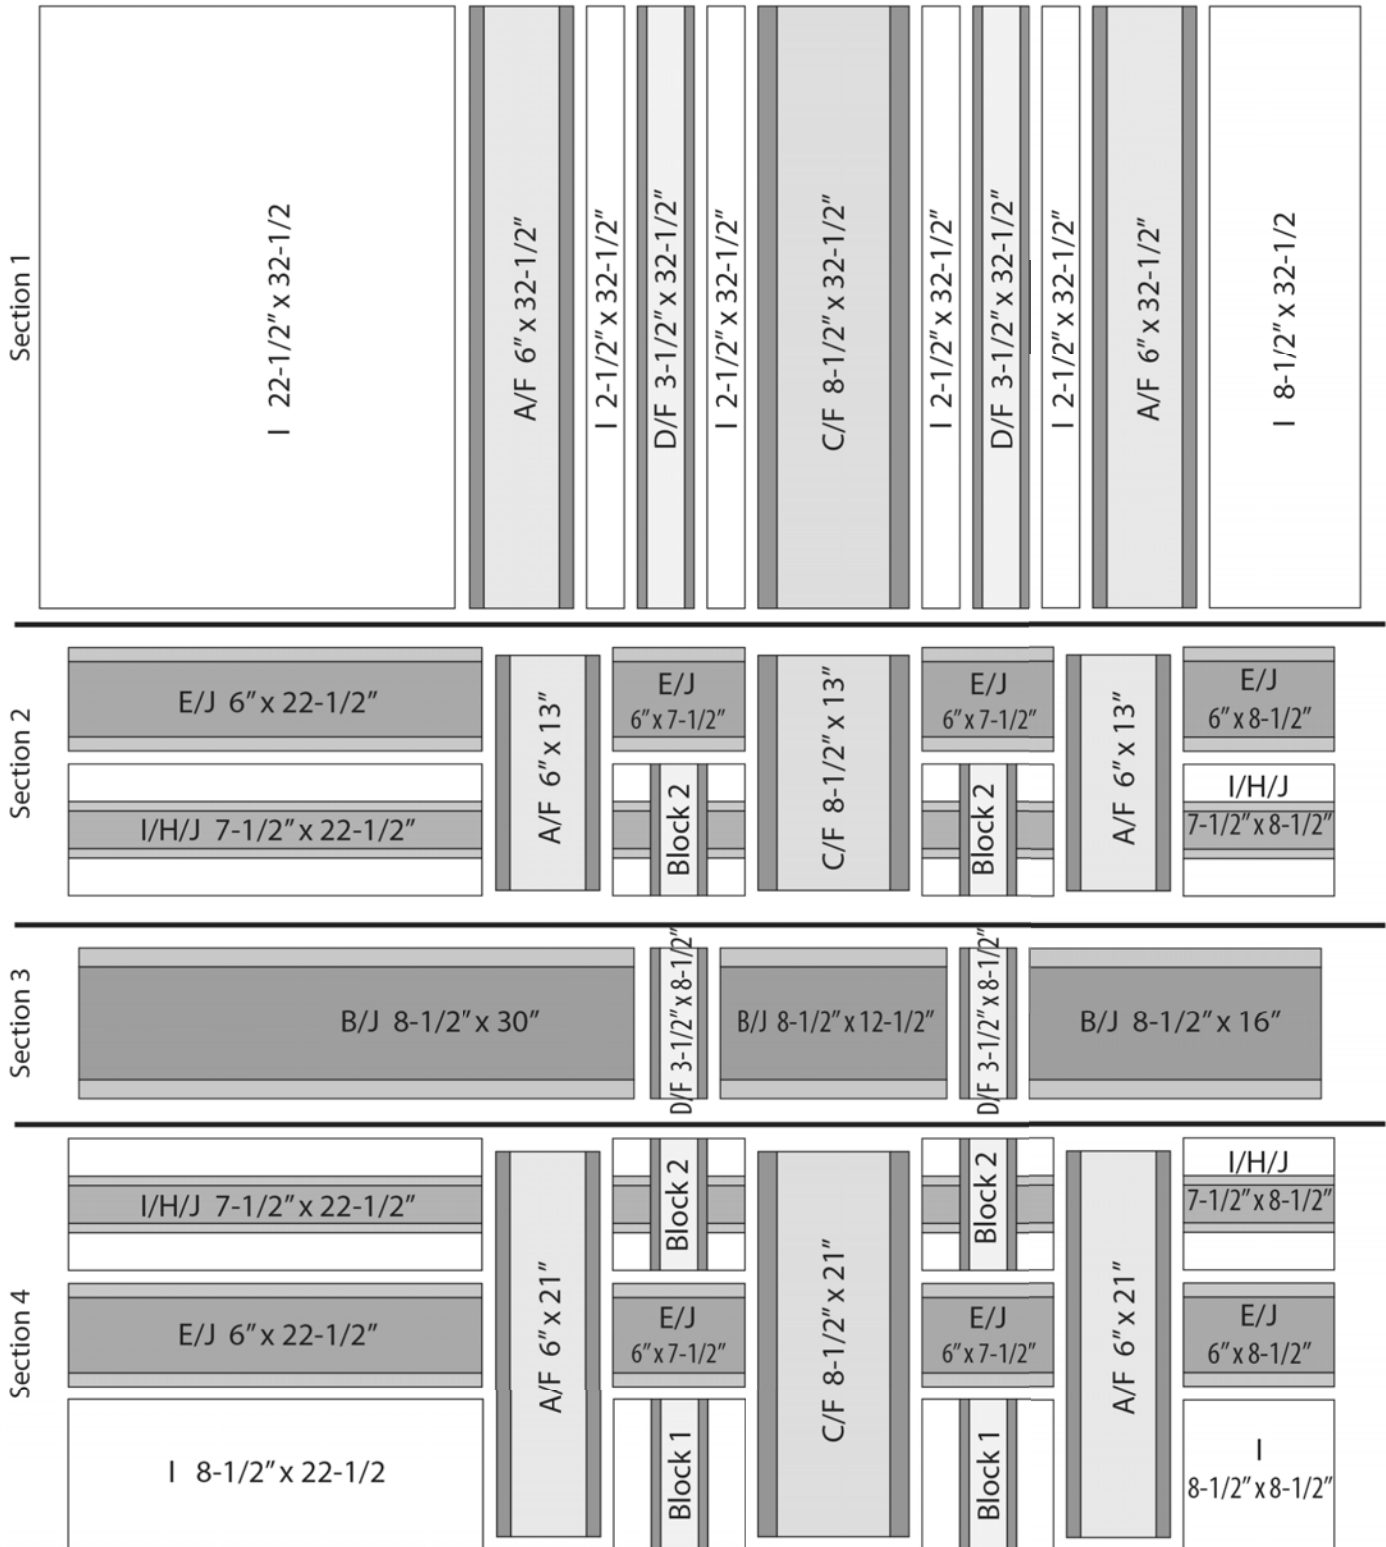 Section 1
I 22-1/2" x 32-1/2
A/F 6" x 32-1/2"
I 2-1/2" x 32-1/2"
D/F 3-1/2" x 32-1/2"
I 2-1/2" x 32-1/2"
C/F 8-1/2" x 32-1/2"
I 2-1/2" x 32-1/2"
D/F 3-1/2" x 32-1/2"
I 2-1/2" x 32-1/2"
A/F 6" x 32-1/2"
I 8-1/2" x 32-1/2
Section 2
E/J 6" x 22-1/2"
I/H/J 7-1/2" x 22-1/2"
A/F 6" x 13"
E/J
6" x 7-1/2"
Block 2
C/F 8-1/2" x 13"
E/J
6" x 7-1/2"
Block 2
A/F 6" x 13"
E/J
6" x 8-1/2"
I/H/J
7-1/2" x 8-1/2"
Section 3
B/J 8-1/2" x 30"
D/F 3-1/2" x 8-1/2"
B/J 8-1/2" x 12-1/2"
D/F 3-1/2" x 8-1/2"
B/J 8-1/2" x 16"
Section 4
I/H/J 7-1/2" x 22-1/2"
E/J 6" x 22-1/2"
I 8-1/2" x 22-1/2
A/F 6" x 21"
Block 2
E/J
6" x 7-1/2"
Block 1
C/F 8-1/2" x 21"
Block 2
E/J
6" x 7-1/2"
Block 1
A/F 6" x 21"
I/H/J
7-1/2" x 8-1/2"
E/J
6" x 8-1/2"
I
8-1/2" x 8-1/2"